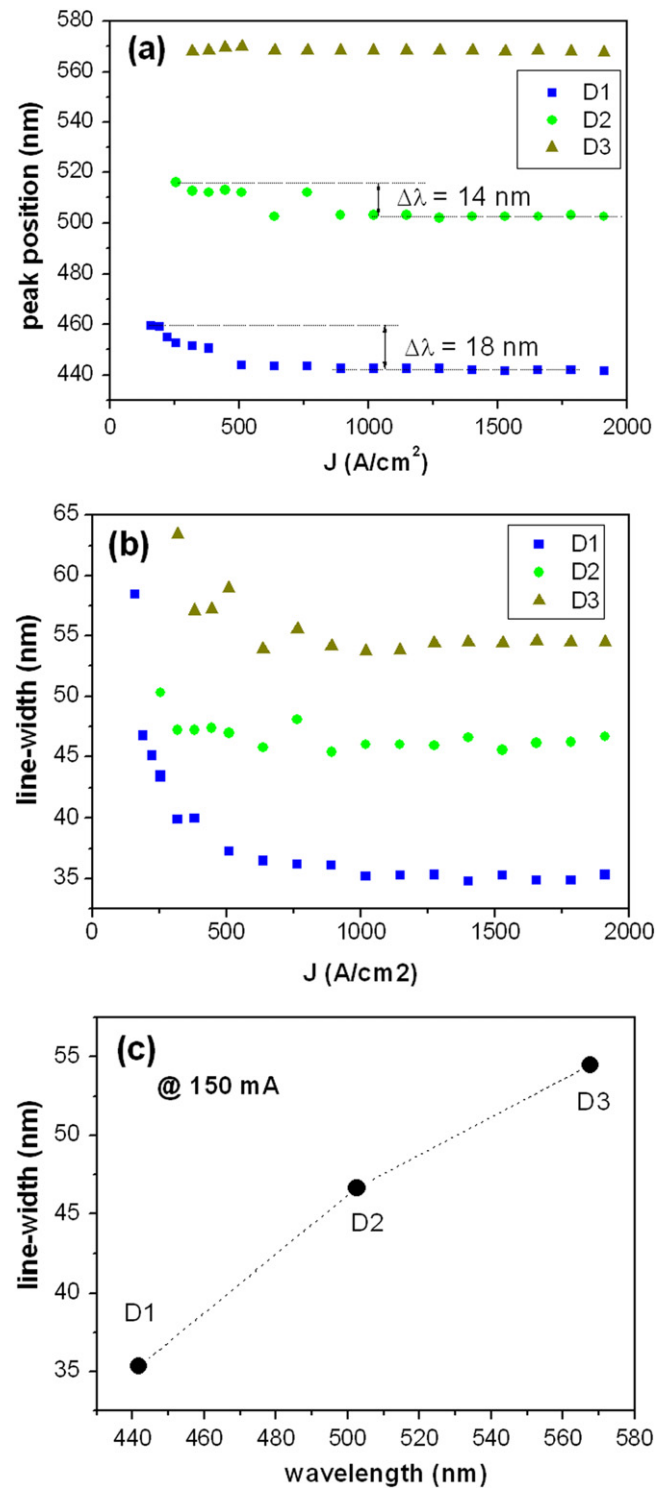 (a)
580
560
540
520
500
480
460
440
peak position (nm)
D1
D2
D3
Δλ = 14 nm
Δλ = 18 nm
0 500 1000 1500 2000
J (A/cm²)
(b)
65
60
55
50
45
40
35
line-width (nm)
D1
D2
D3
0 500 1000 1500 2000
J (A/cm2)
(c)
@ 150 mA
55
50
45
40
35
line-width (nm)
D3
D2
D1
440 460 480 500 520 540 560 580
wavelength (nm)